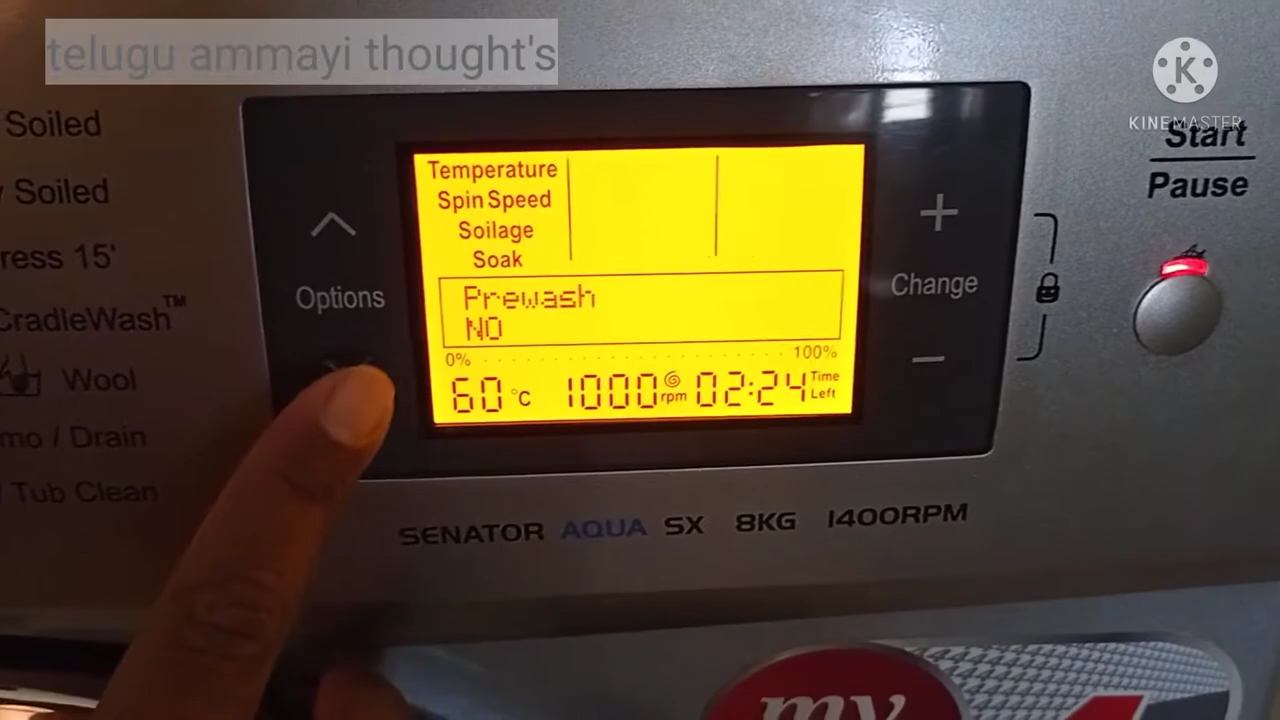 telugu ammayi thought's
K
KINEMASTER
Soiled
Soiled
ress 15'
CradleWash™
Wool
mo / Drain
/ Tub Clean
Options
Temperature
Spin Speed
Soilage
Soak
Prewash
NO
0% 100%
60 °C 1000 rpm 02:24 Time Left
+
Change
−
Start
Pause
SENATOR AQUA SX 8KG 1400RPM
my